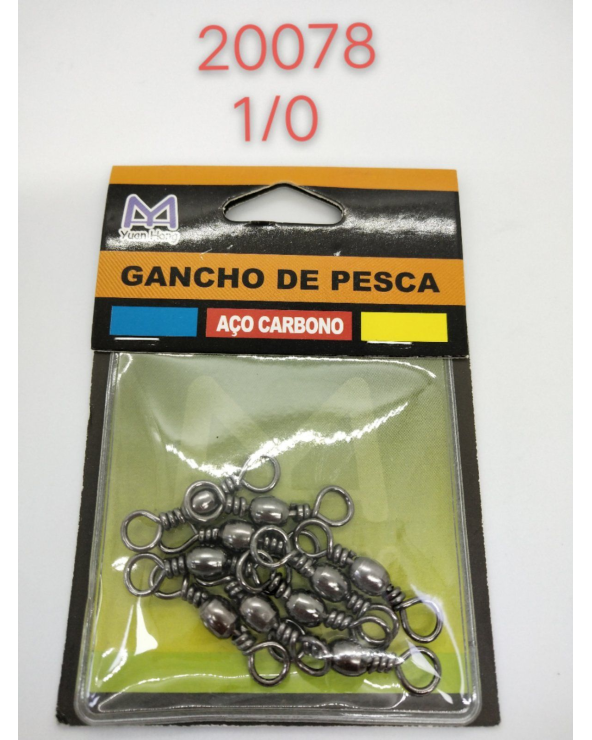 20078
1/0
Yuan Hong
GANCHO DE PESCA
AÇO CARBONO